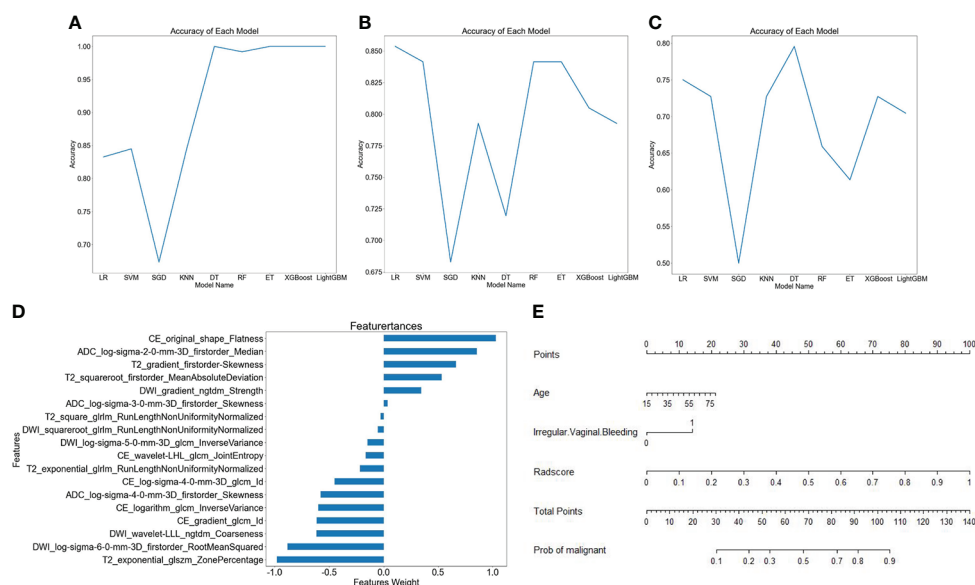 A
B
C
Accuracy of Each Model
Accuracy of Each Model
Accuracy of Each Model
1.00
0.95
0.90
0.85
0.80
0.75
0.70
Accuracy
LR SVM SGD KNN DT RF ET XGBoost LightGBM
Model Name
0.850
0.825
0.800
0.775
0.750
0.725
0.700
0.675
Accuracy
LR SVM SGD KNN DT RF ET XGBoost LightGBM
Model Name
0.80
0.75
0.70
0.65
0.60
0.55
0.50
Accuracy
LR SVM SGD KNN DT RF ET XGBoost LightGBM
Model Name
D
Featurertances
Features
CE_original_shape_Flatness
ADC_log-sigma-2-0-mm-3D_firstorder_Median
T2_gradient_firstorder-Skewness
T2_squareroot_firstorder_MeanAbsoluteDeviation
DWI_gradient_ngtdm_Strength
ADC_log-sigma-3-0-mm-3D_firstorder_Skewness
T2_square_glrlm_RunLengthNonUniformityNormalized
DWI_squareroot_glrlm_RunLengthNonUniformityNormalized
DWI_log-sigma-5-0-mm-3D_glcm_InverseVariance
CE_wavelet-LHL_glcm_JointEntropy
T2_exponential_glrlm_RunLengthNonUniformityNormalized
CE_log-sigma-4-0-mm-3D_glcm_Id
ADC_log-sigma-4-0-mm-3D_firstorder_Skewness
CE_logarithm_glcm_InverseVariance
CE_gradient_glcm_Id
DWI_wavelet-LLL_ngtdm_Coarseness
DWI_log-sigma-6-0-mm-3D_firstorder_RootMeanSquared
T2_exponential_glszm_ZonePercentage
-1.0 -0.5 0.0 0.5 1.0
Features Weight
E
Points
0 10 20 30 40 50 60 70 80 90 100
Age
15 35 55 75
Irregular.Vaginal.Bleeding
1
0
Radscore
0 0.1 0.2 0.3 0.4 0.5 0.6 0.7 0.8 0.9 1
Total Points
0 10 20 30 40 50 60 70 80 90 100 110 120 130 140
Prob of malignant
0.1 0.2 0.3 0.5 0.7 0.8 0.9